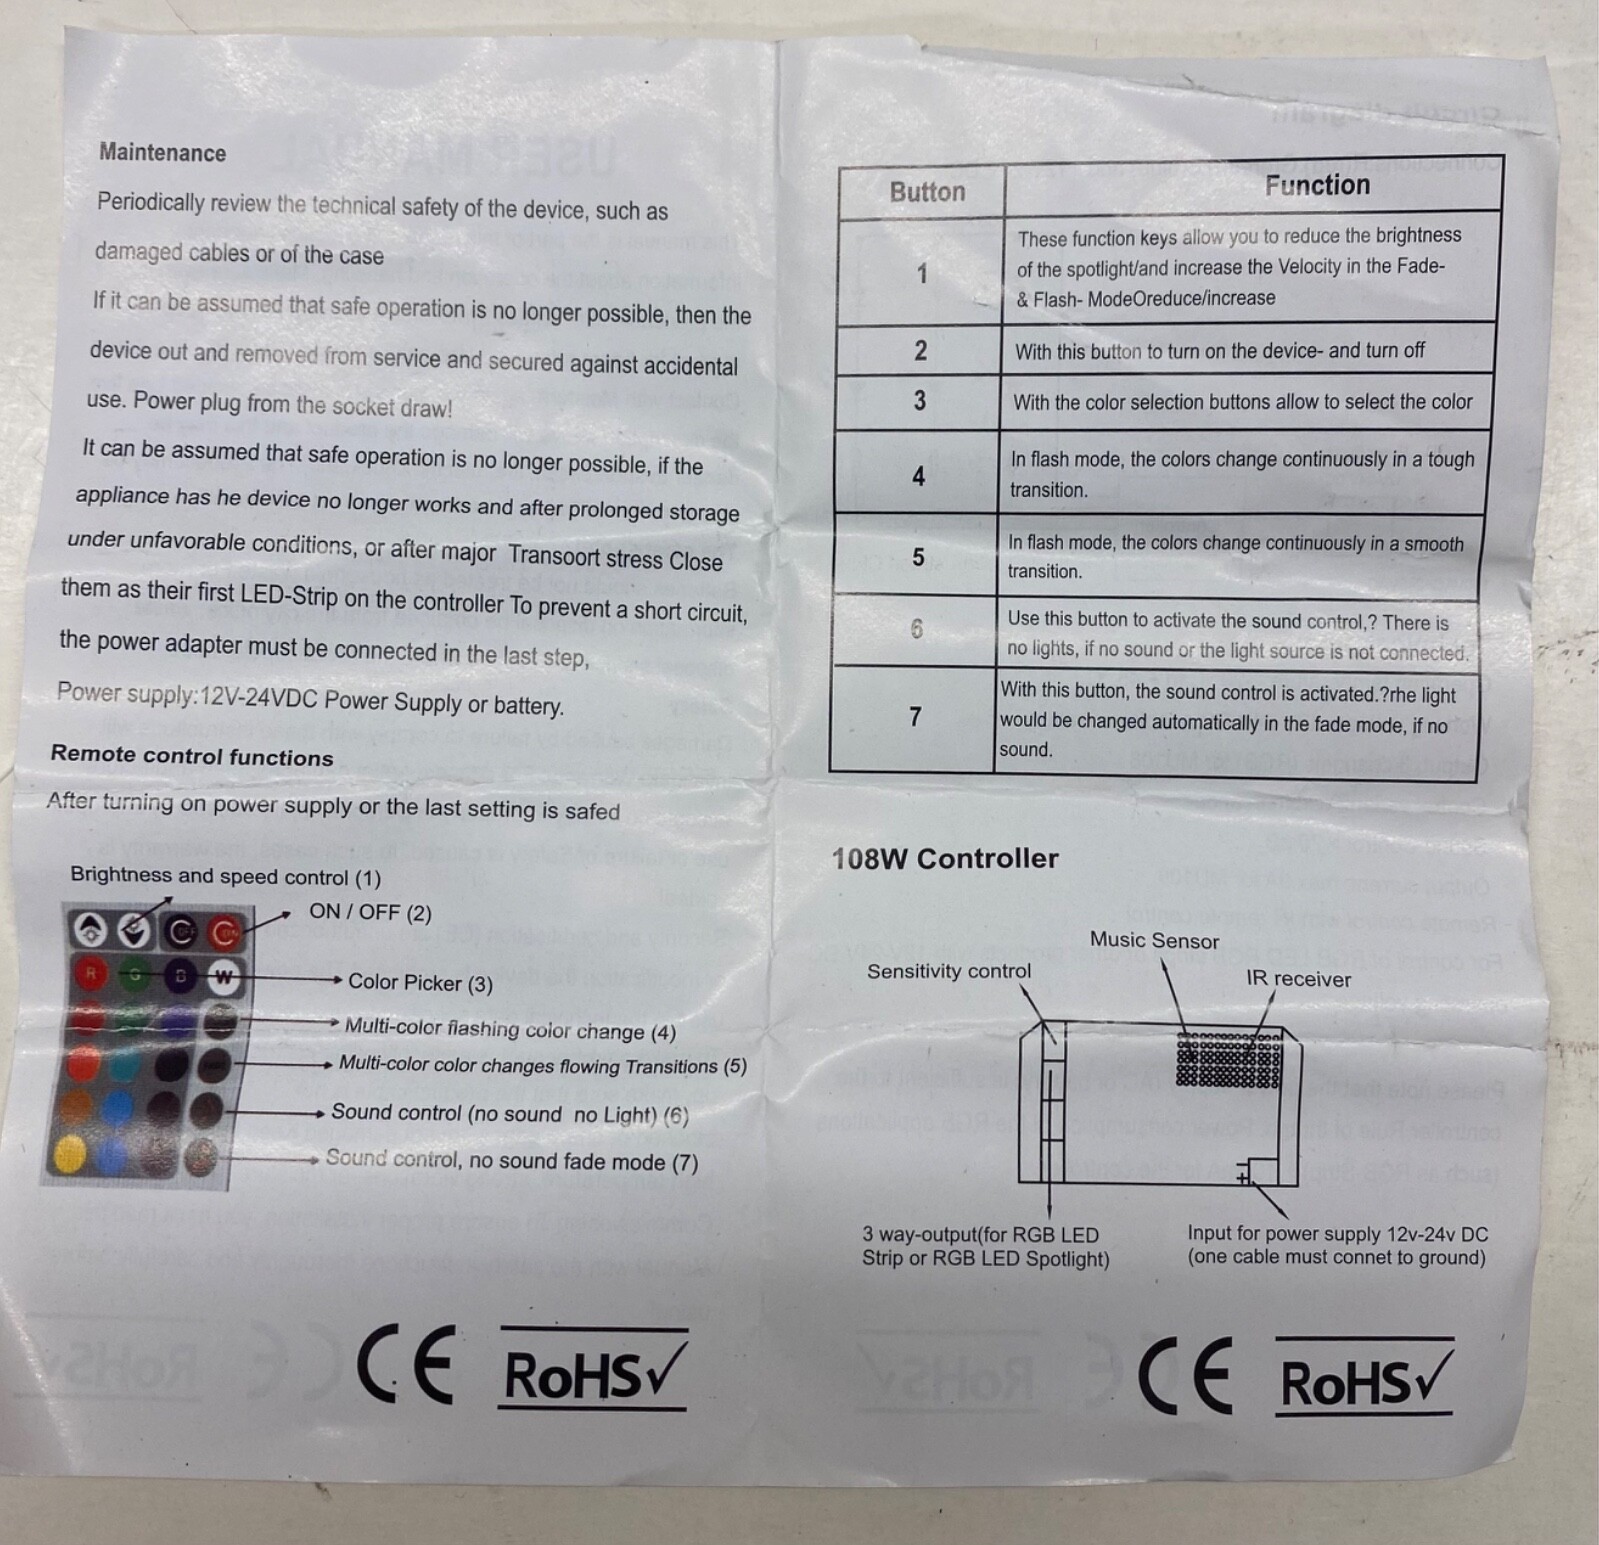 Maintenance
Periodically review the technical safety of the device, such as
damaged cables or of the case
If it can be assumed that safe operation is no longer possible, then the
device out and removed from service and secured against accidental
use. Power plug from the socket draw!
It can be assumed that safe operation is no longer possible, if the
appliance has he device no longer works and after prolonged storage
under unfavorable conditions, or after major Transoort stress Close
them as their first LED-Strip on the controller To prevent a short circuit,
the power adapter must be connected in the last step,
Power supply:12V-24VDC Power Supply or battery.
Remote control functions
After turning on power supply or the last setting is safed
Brightness and speed control (1)
ON / OFF (2)
OFF
ON
R G B W
Color Picker (3)
Multi-color flashing color change (4)
Multi-color color changes flowing Transitions (5)
Sound control (no sound no Light) (6)
Sound control, no sound fade mode (7)
CE RoHS✓
Button Function
1 These function keys allow you to reduce the brightness
of the spotlight/and increase the Velocity in the Fade-
& Flash- ModeOreduce/increase
2 With this button to turn on the device- and turn off
3 With the color selection buttons allow to select the color
4 In flash mode, the colors change continuously in a tough
transition.
5 In flash mode, the colors change continuously in a smooth
transition.
6 Use this button to activate the sound control,? There is
no lights, if no sound or the light source is not connected.
7 With this button, the sound control is activated.?rhe light
would be changed automatically in the fade mode, if no
sound.
108W Controller
Music Sensor
Sensitivity control
IR receiver
3 way-output(for RGB LED
Strip or RGB LED Spotlight)
Input for power supply 12v-24v DC
(one cable must connet to ground)
CE RoHS✓